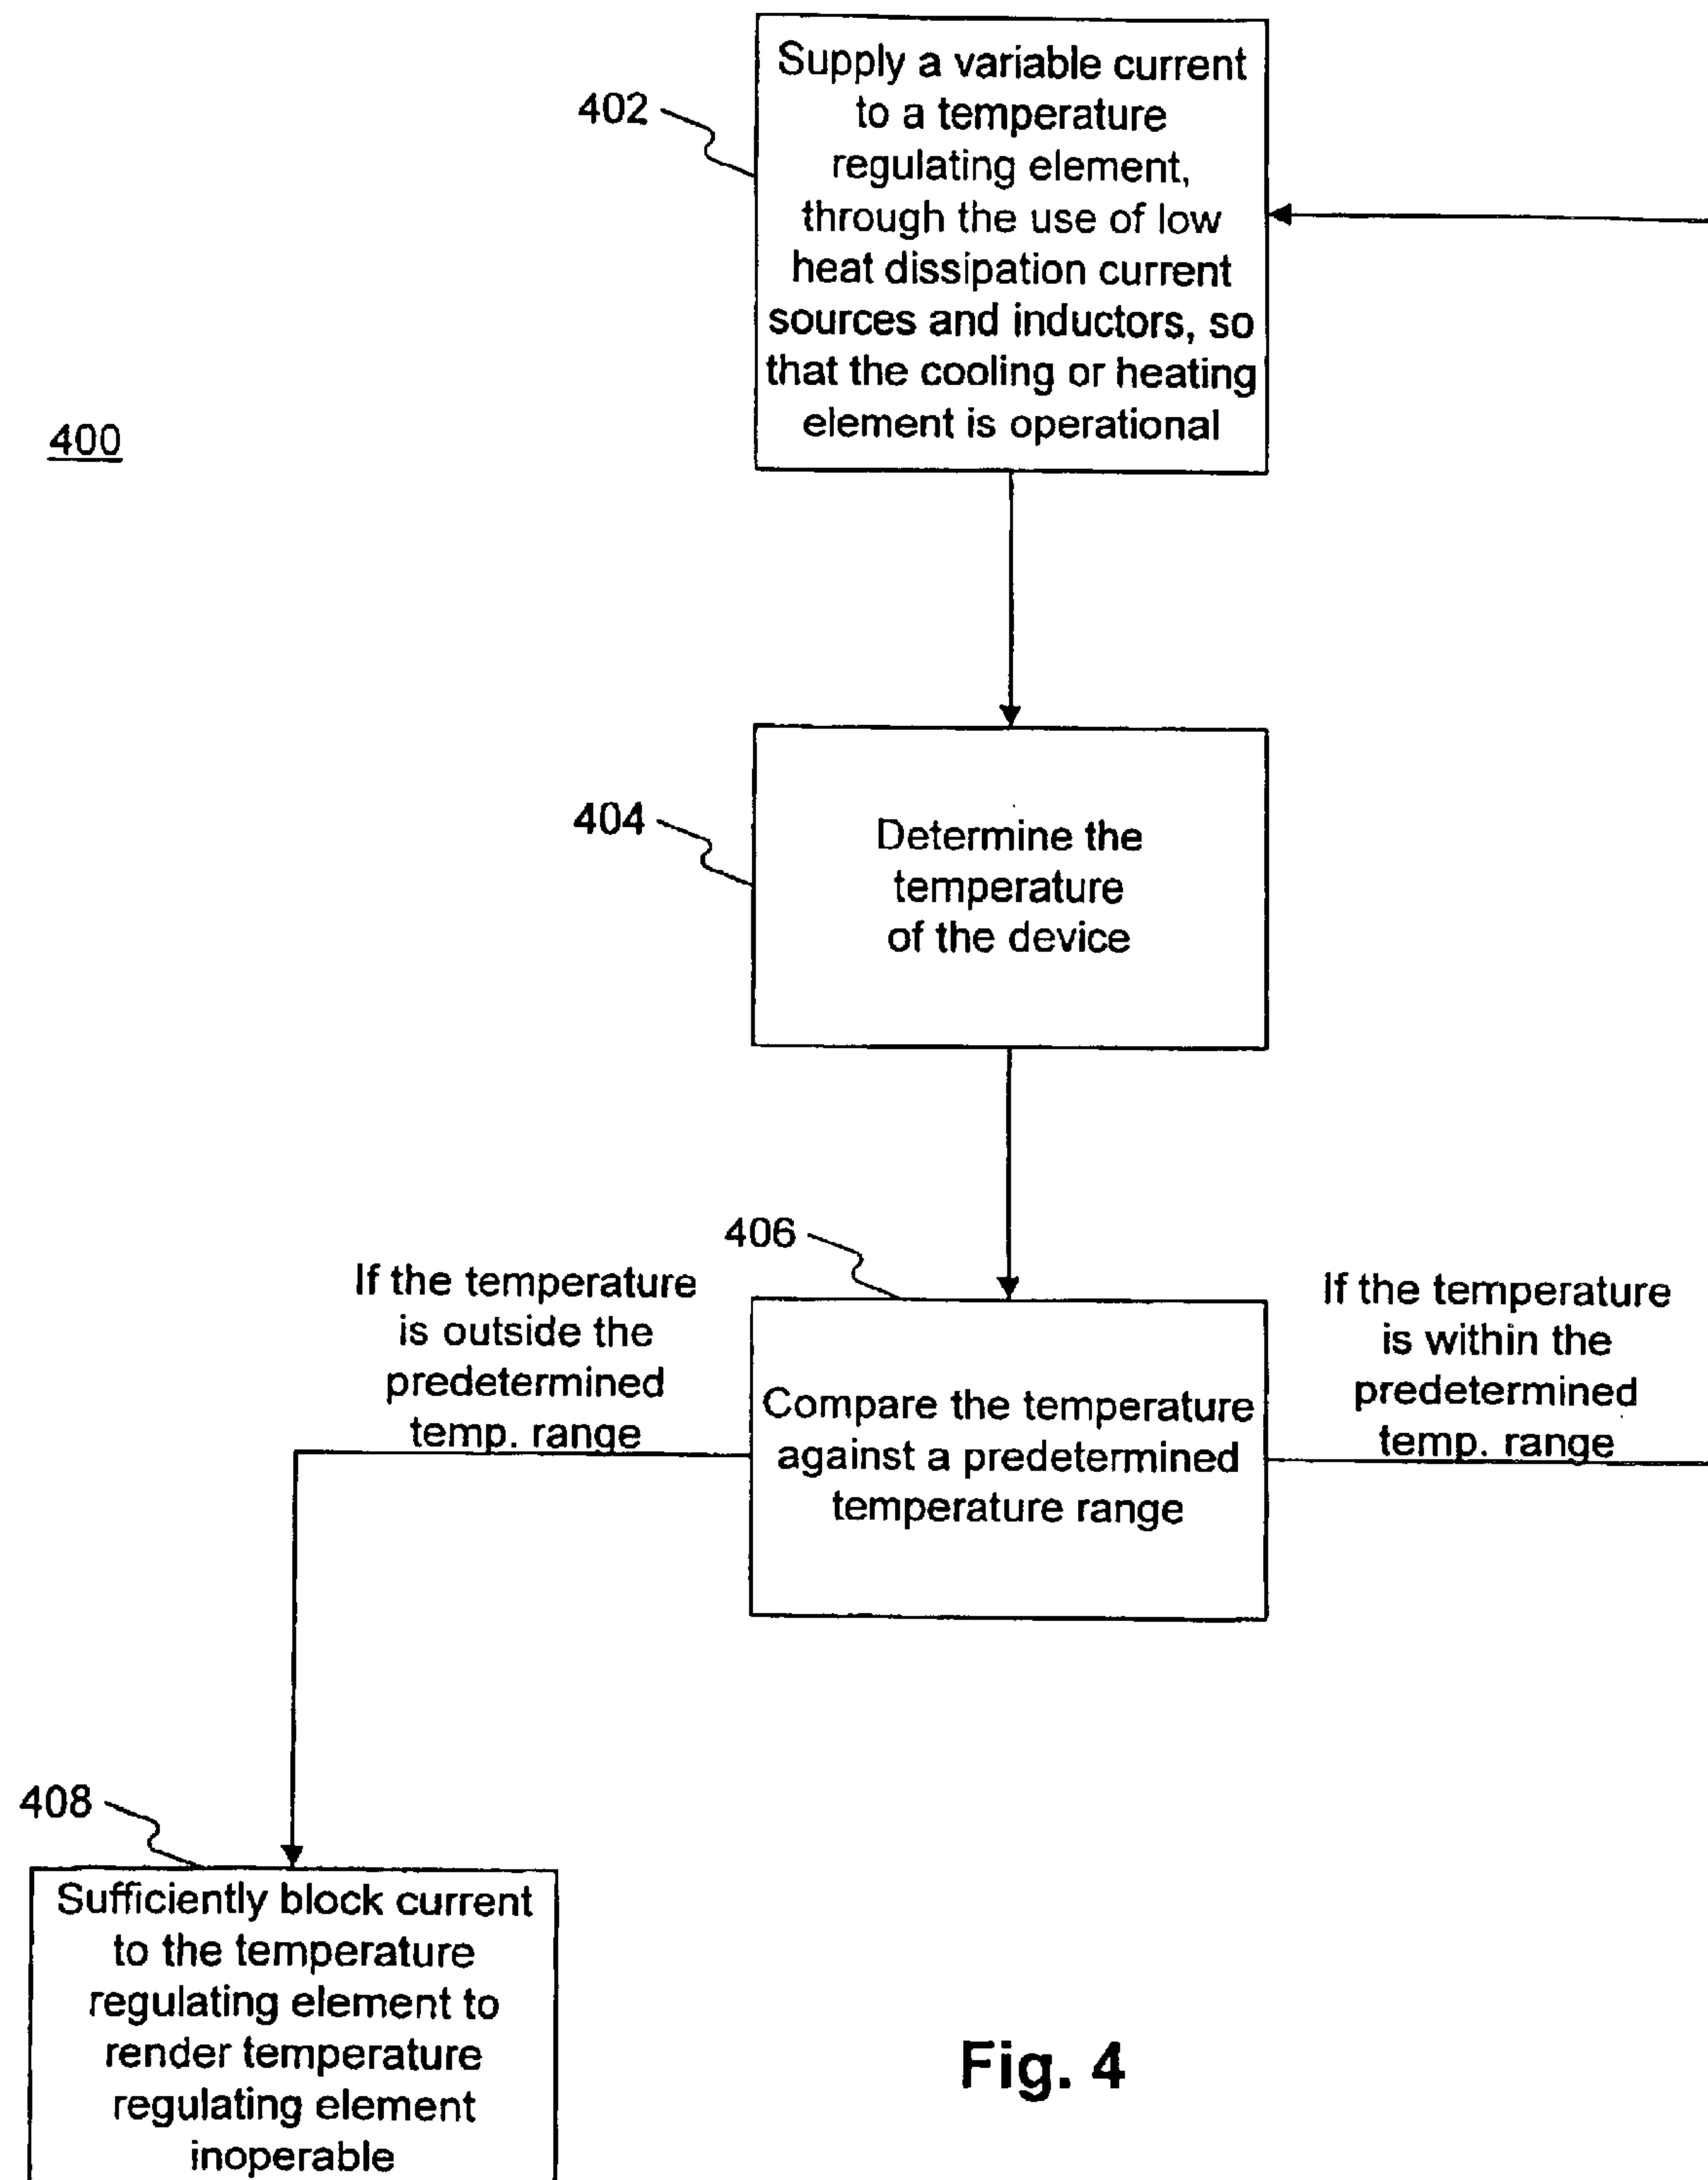 Supply a variable current
to a temperature
regulating element,
through the use of low
heat dissipation current
sources and inductors, so
that the cooling or heating
element is operational
402
400
404
Determine the
temperature
of the device
406
If the temperature
is outside the
predetermined
temp. range
If the temperature
is within the
predetermined
temp. range
Compare the temperature
against a predetermined
temperature range
408
Sufficiently block current
to the temperature
regulating element to
render temperature
regulating element
inoperable
Fig. 4